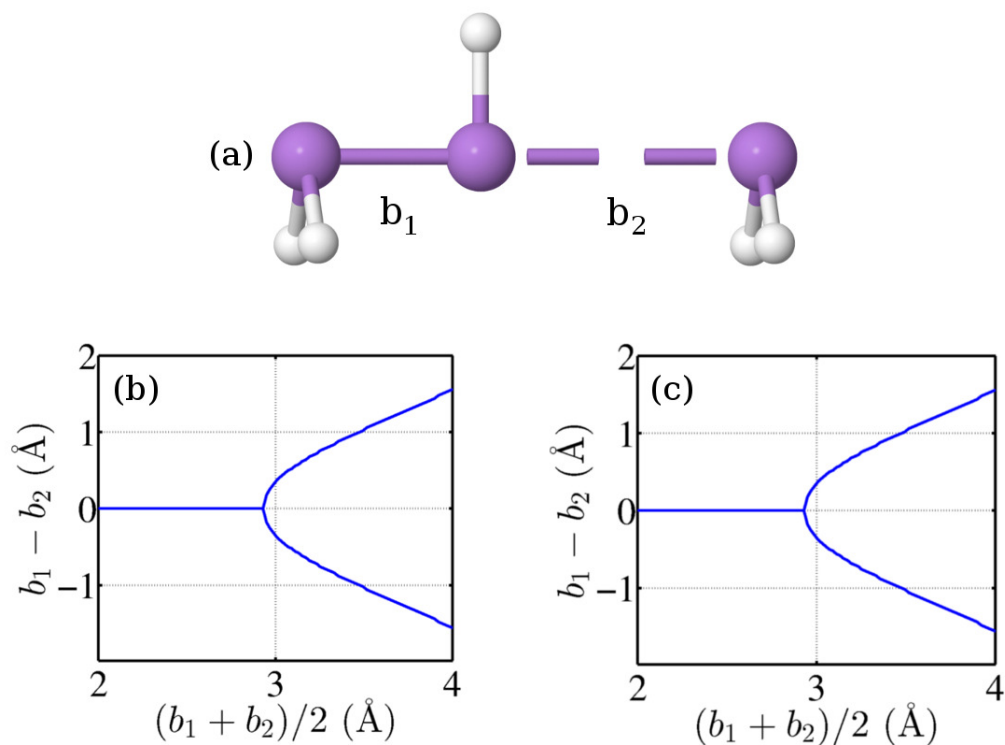 (a)
b₁
b₂
(b)
2
1
0
−1
b₁ − b₂ (Å)
2
3
4
(b₁ + b₂)/2 (Å)
(c)
2
1
0
−1
b₁ − b₂ (Å)
2
3
4
(b₁ + b₂)/2 (Å)